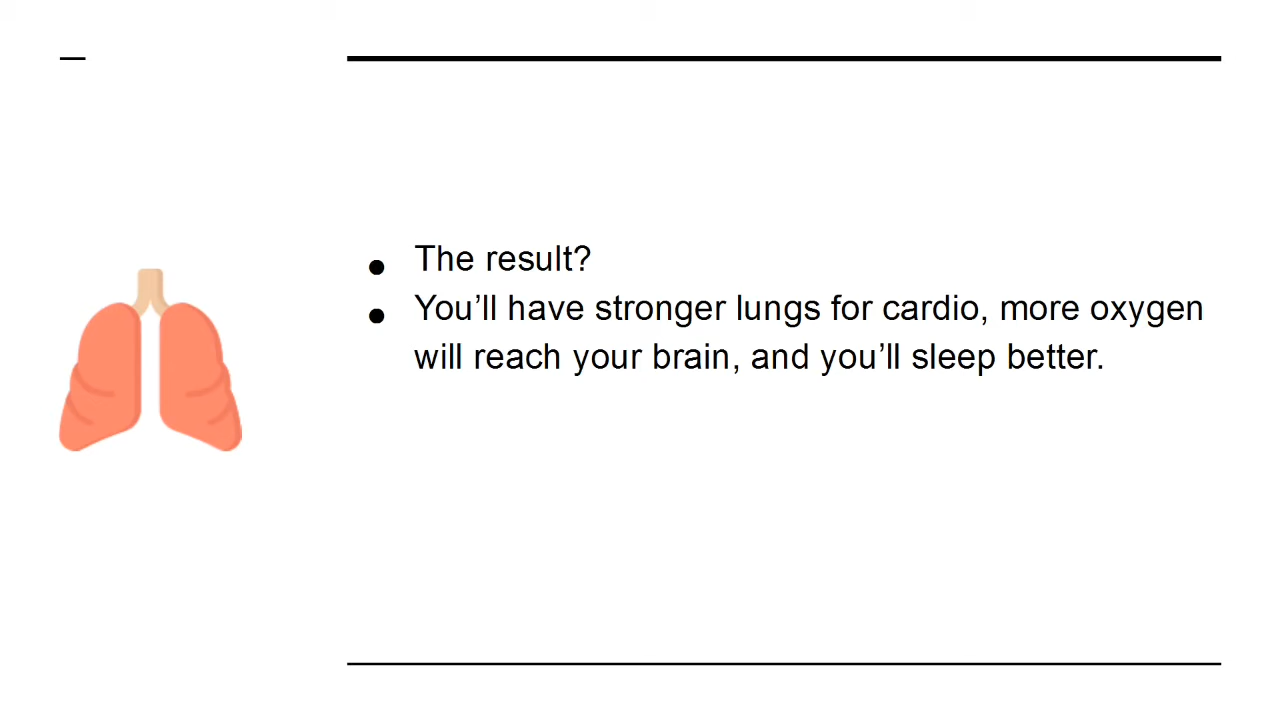 ● The result?
● You’ll have stronger lungs for cardio, more oxygen
will reach your brain, and you’ll sleep better.